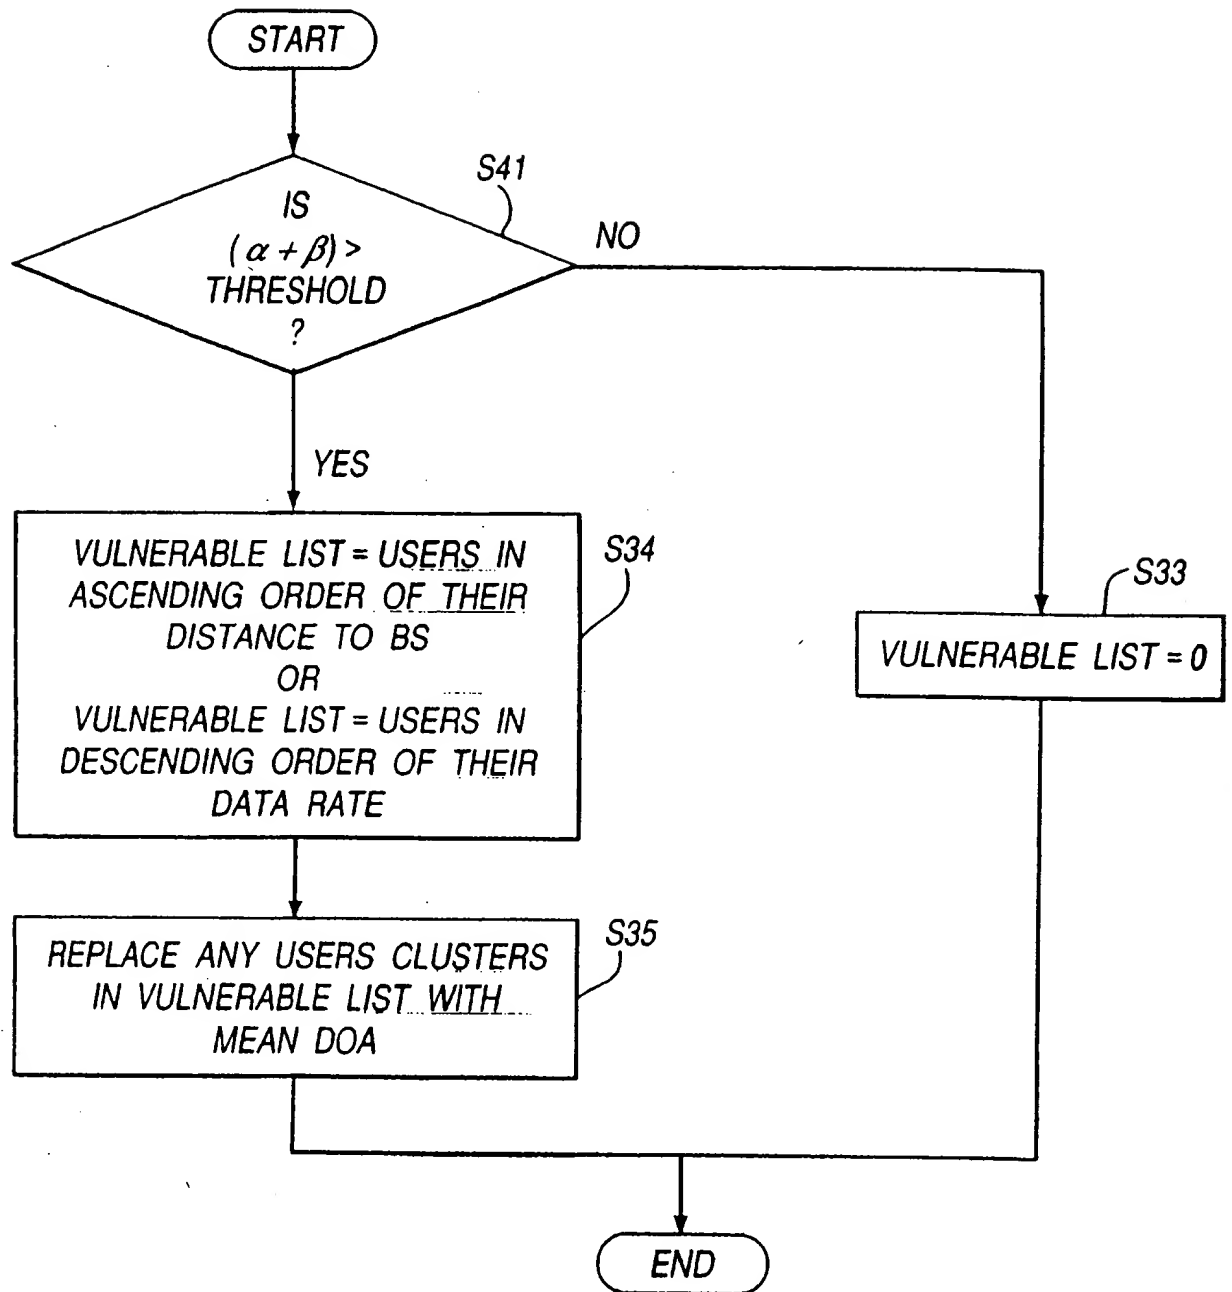 START
S41
IS
(α + β) >
THRESHOLD
?
NO
YES
VULNERABLE LIST = USERS IN
ASCENDING ORDER OF THEIR
DISTANCE TO BS
OR
VULNERABLE LIST = USERS IN
DESCENDING ORDER OF THEIR
DATA RATE
S34
S33
VULNERABLE LIST = 0
REPLACE ANY USERS CLUSTERS
IN VULNERABLE LIST WITH
MEAN DOA
S35
END